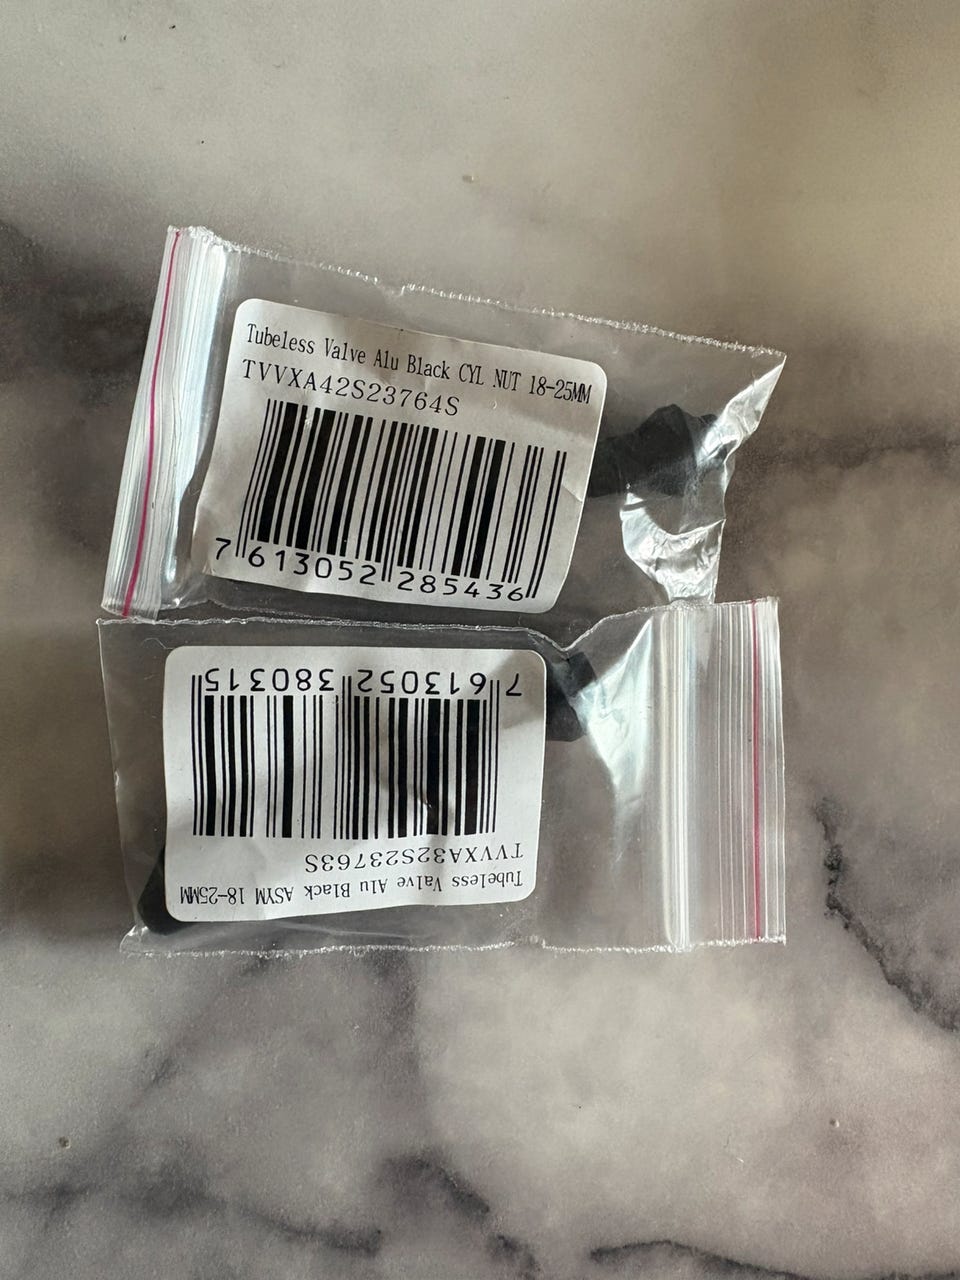 Tubeless Valve Alu Black CYL NUT 18-25MM
TVVXA42S23764S
7 613052 285436
Tubeless Valve Alu Black ASYM 18-25MM
TVVXA32S23763S
7 613052 380315